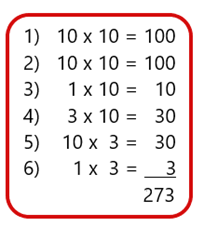 1) 10 x 10 = 100
2) 10 x 10 = 100
3) 1 x 10 = 10
4) 3 x 10 = 30
5) 10 x 3 = 30
6) 1 x 3 = 3
273